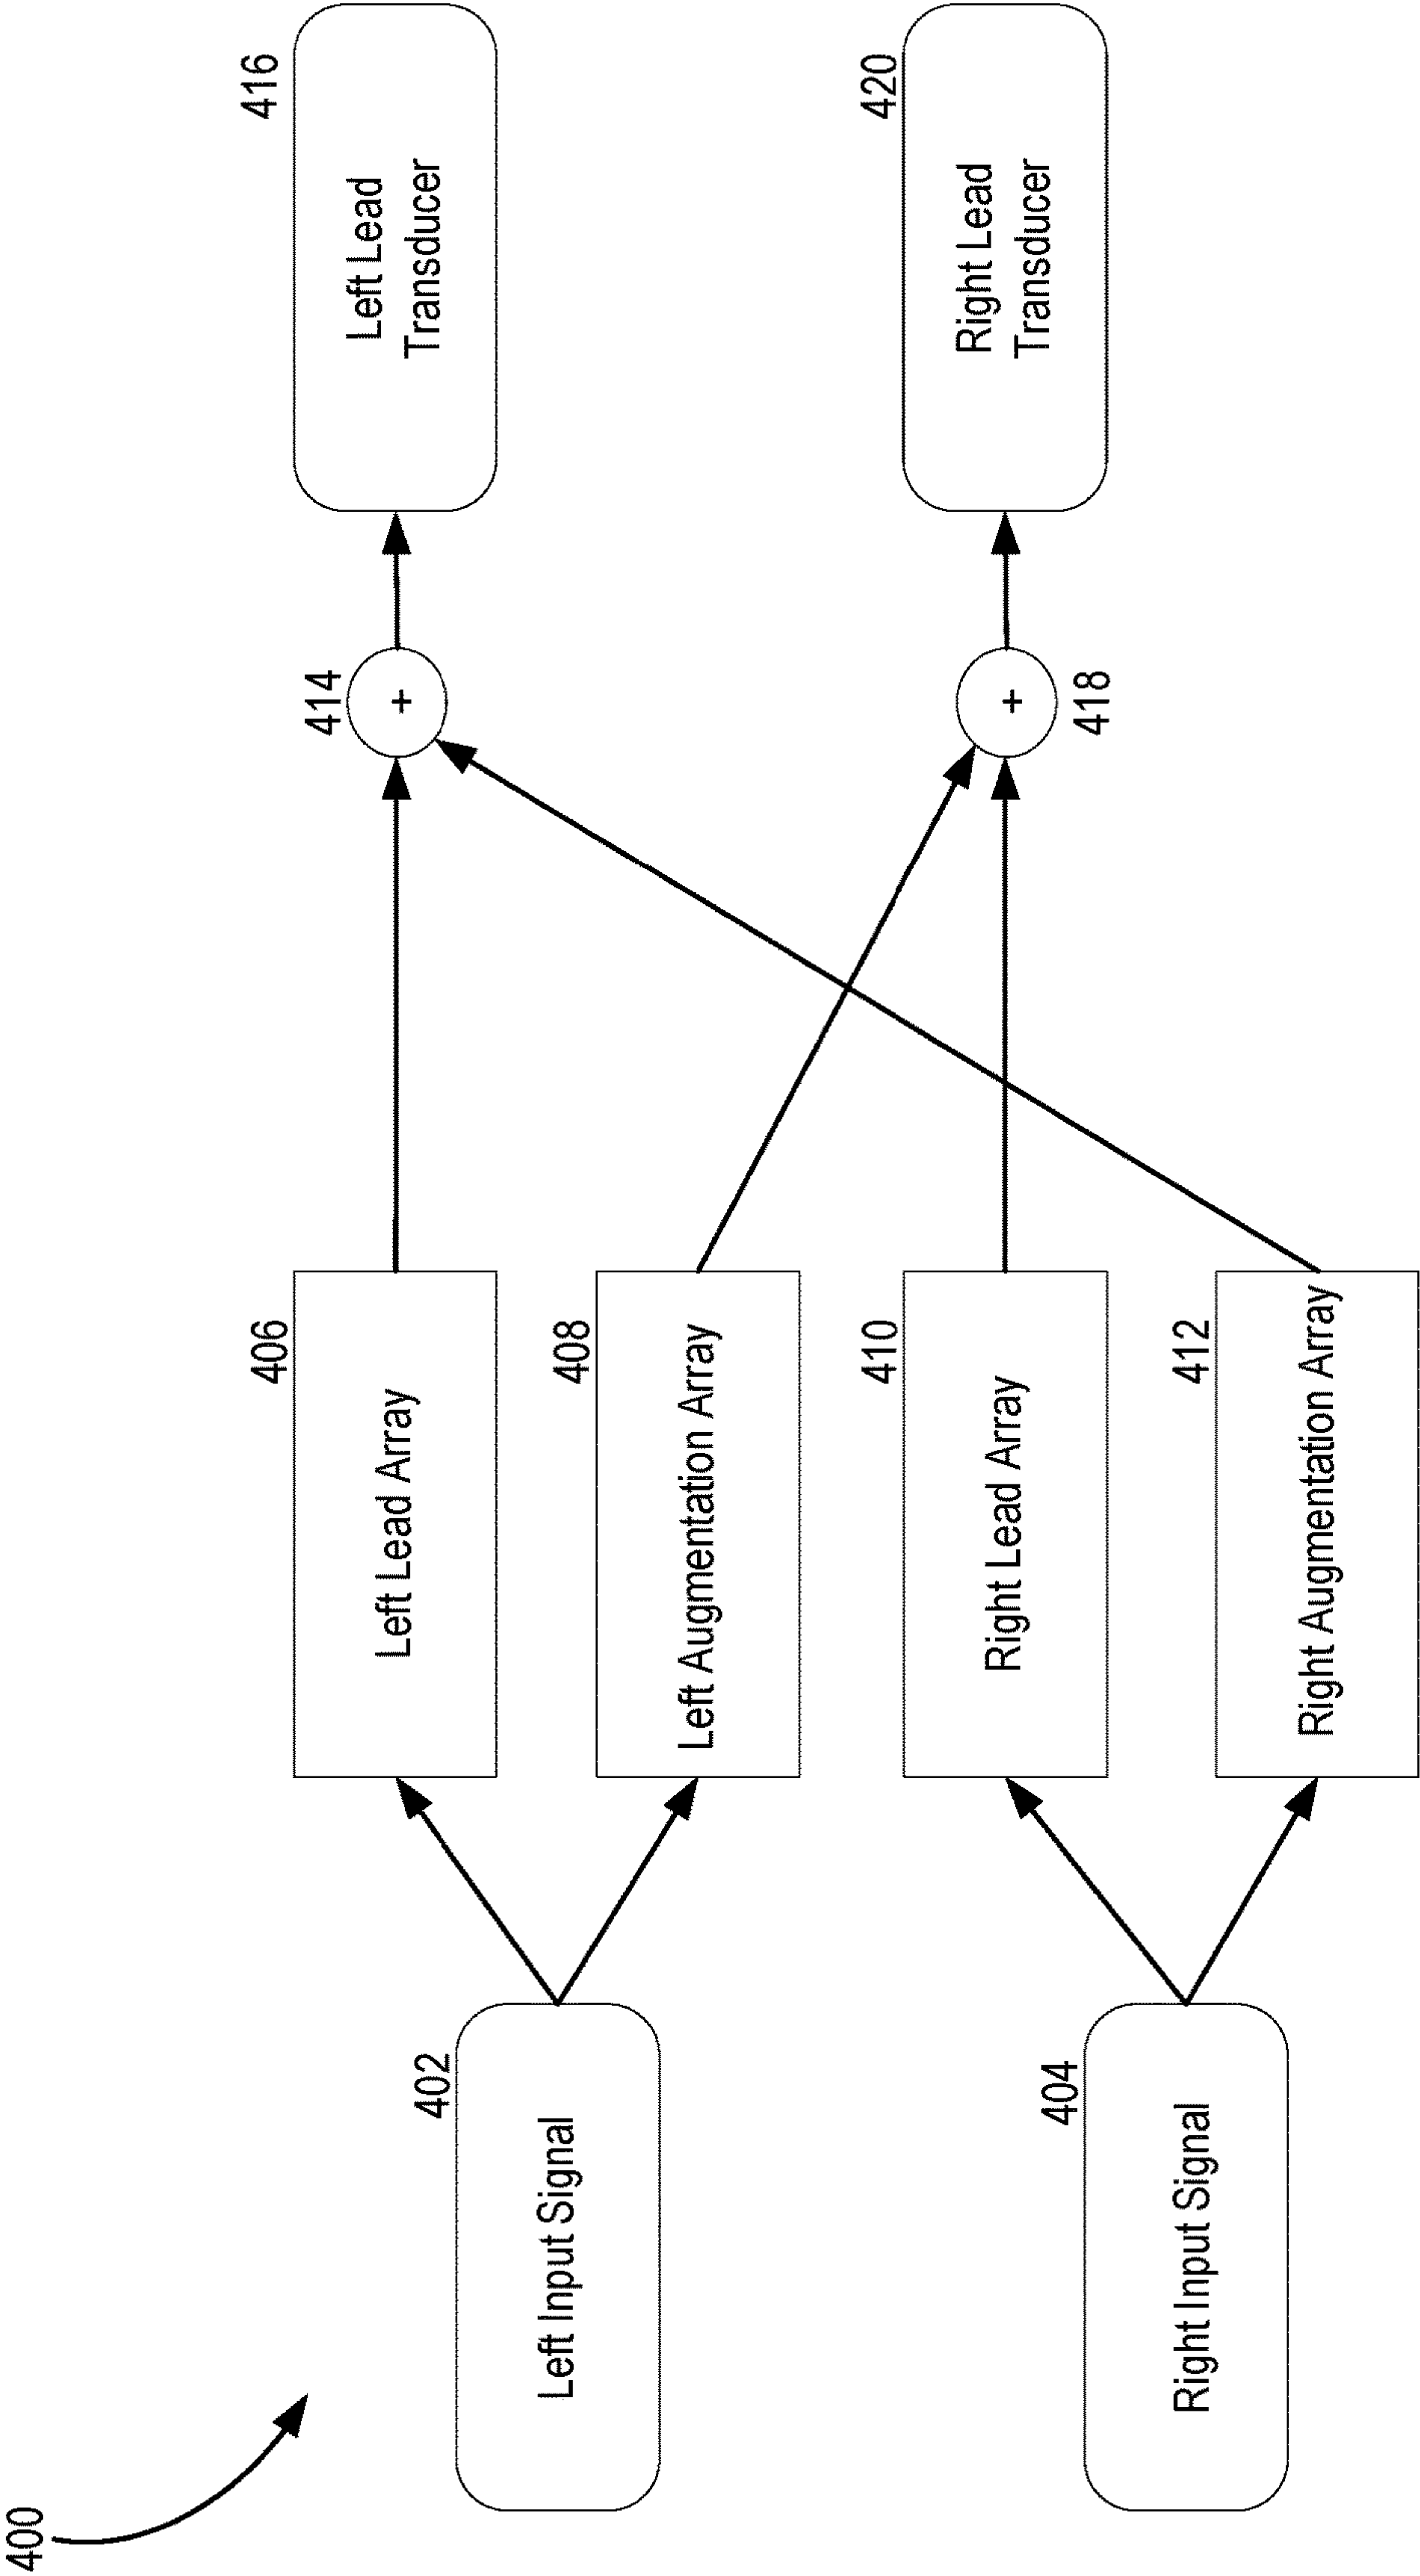 400
402
Left Input Signal
404
Right Input Signal
406
Left Lead Array
408
Left Augmentation Array
410
Right Lead Array
412
Right Augmentation Array
414
+
418
+
416
Left Lead
Transducer
420
Right Lead
Transducer